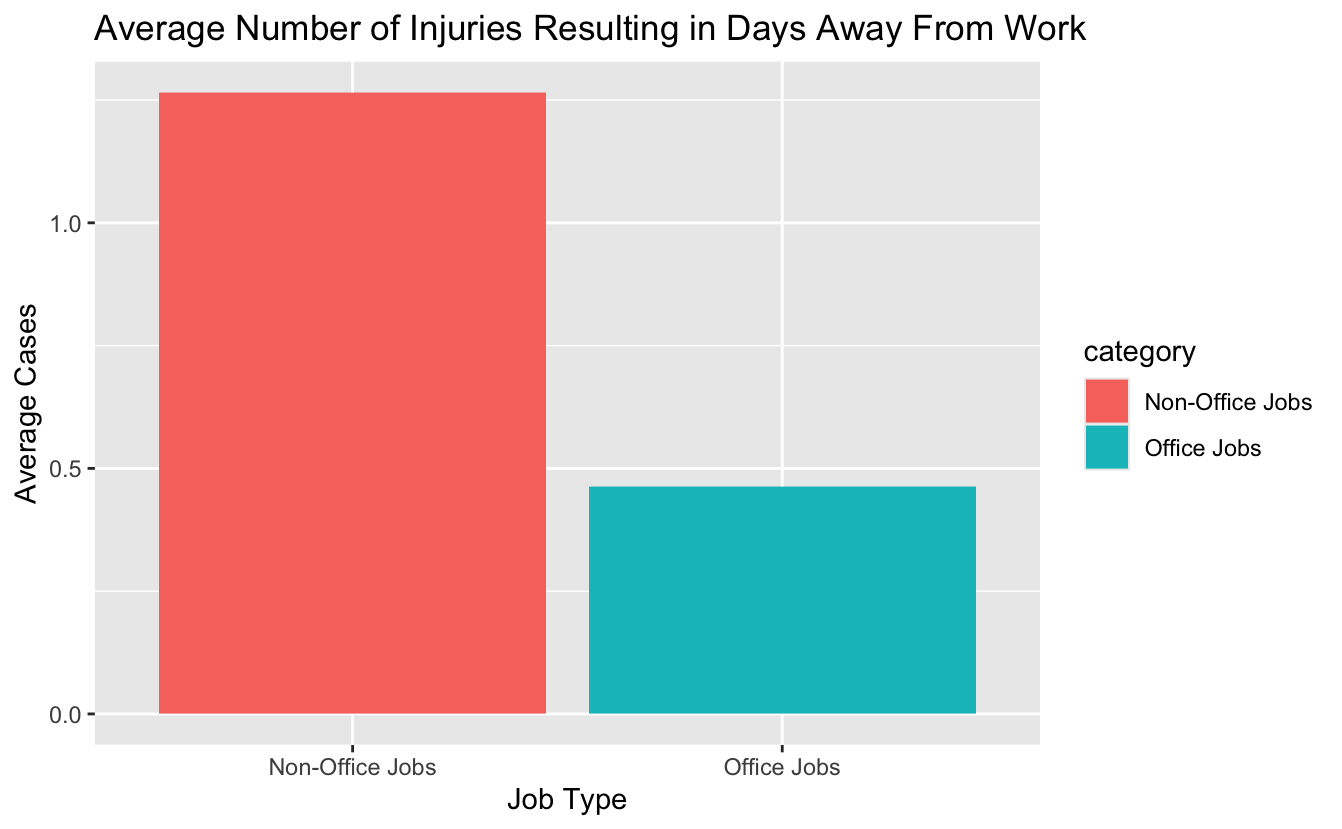 Average Number of Injuries Resulting in Days Away From Work
Average Cases
1.0
0.5
0.0
Non-Office Jobs
Office Jobs
Job Type
category
Non-Office Jobs
Office Jobs